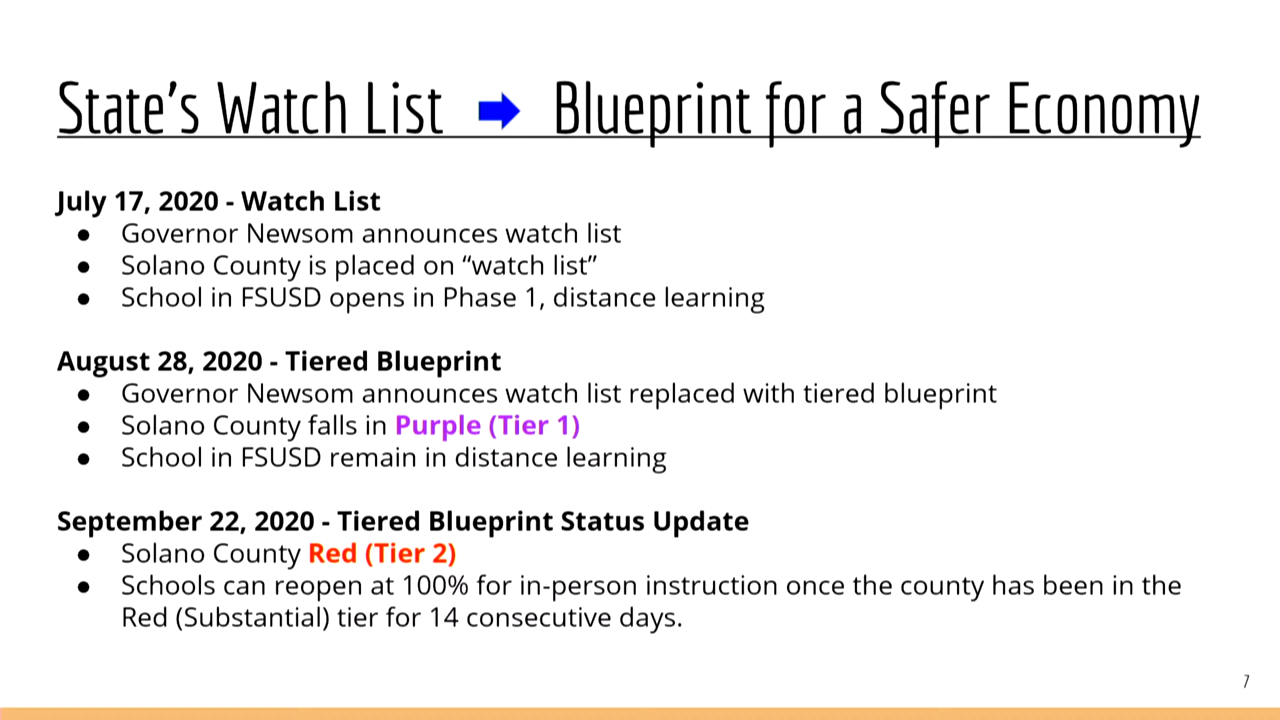 State's Watch List ➡ Blueprint for a Safer Economy
July 17, 2020 - Watch List
● Governor Newsom announces watch list
● Solano County is placed on “watch list”
● School in FSUSD opens in Phase 1, distance learning
August 28, 2020 - Tiered Blueprint
● Governor Newsom announces watch list replaced with tiered blueprint
● Solano County falls in Purple (Tier 1)
● School in FSUSD remain in distance learning
September 22, 2020 - Tiered Blueprint Status Update
● Solano County Red (Tier 2)
● Schools can reopen at 100% for in-person instruction once the county has been in the
Red (Substantial) tier for 14 consecutive days.
7